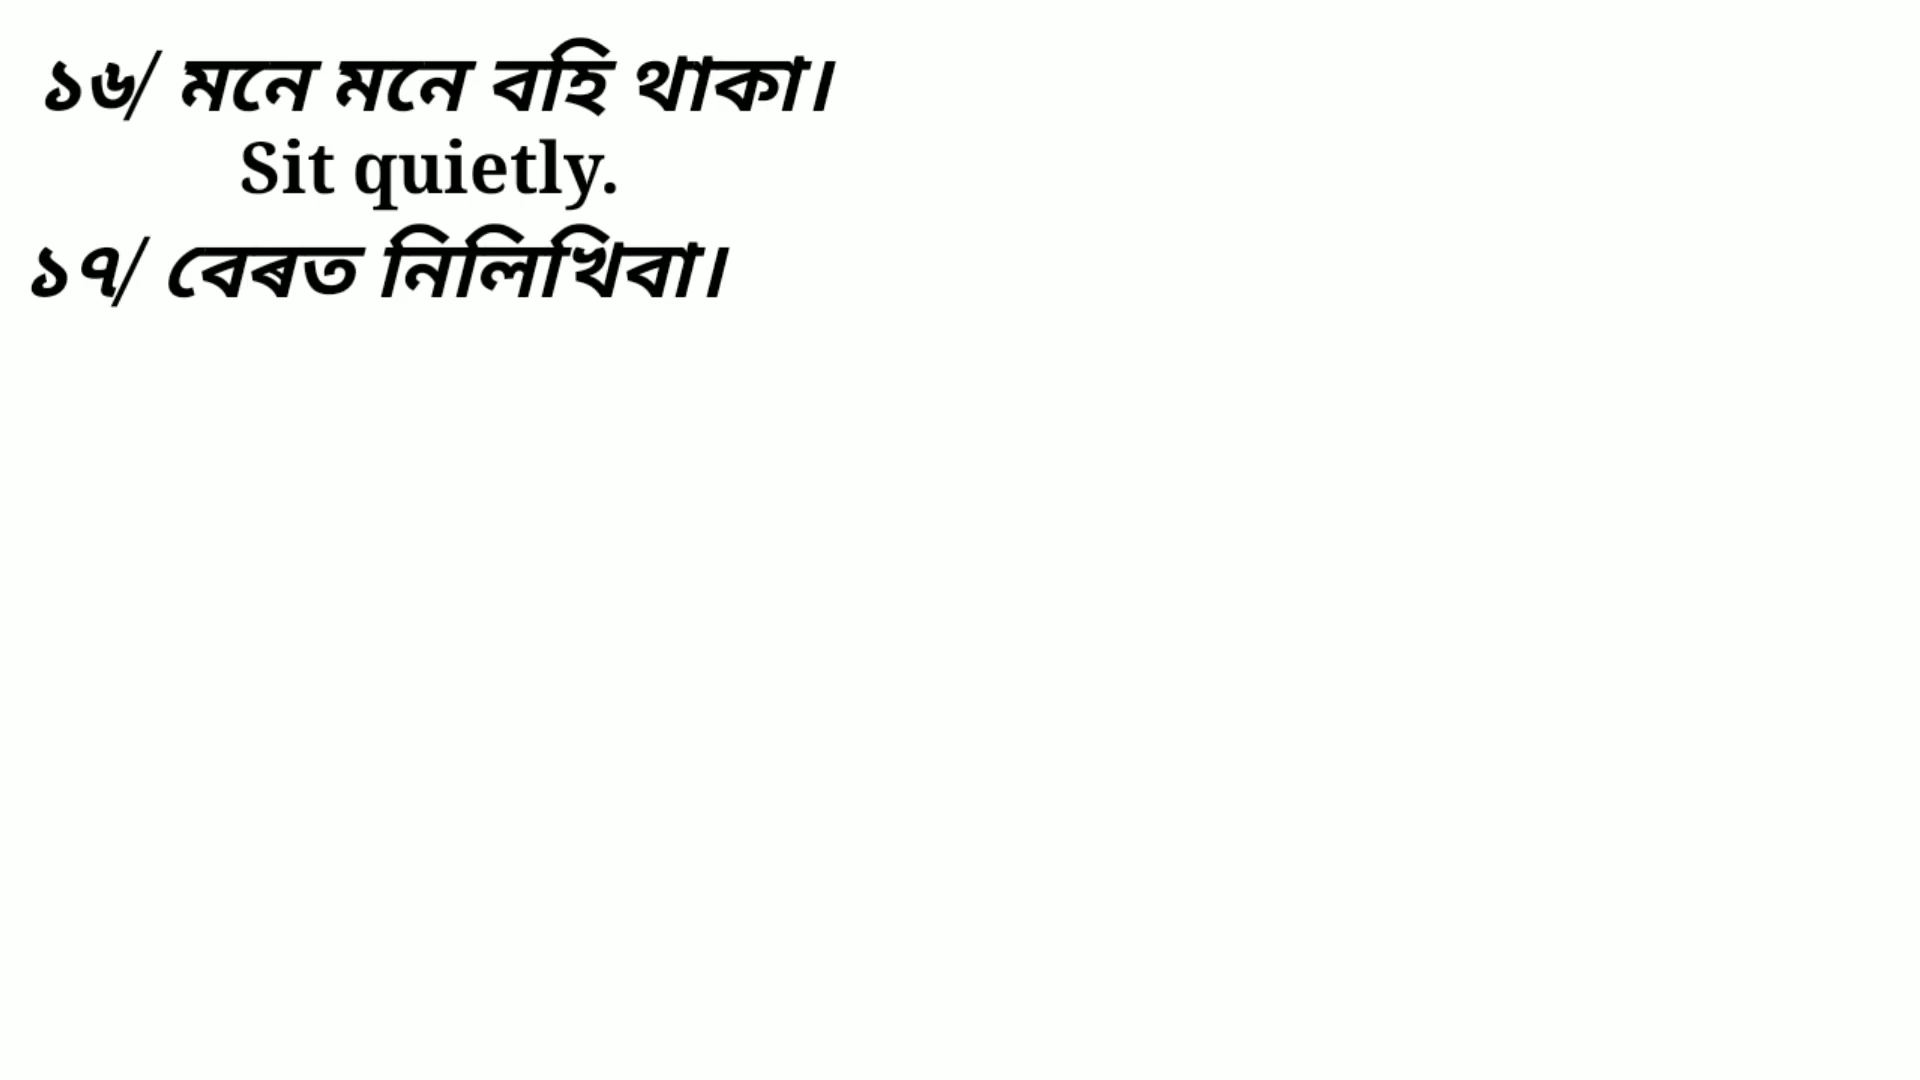 ১৬/ মনে মনে বহি থাকা।
Sit quietly.
১৭/ বেৰত নিলিখিবা।